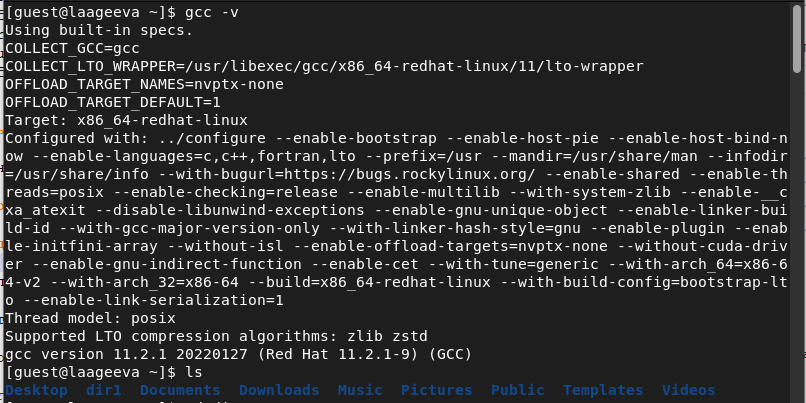 [guest@laageeva ~]$ gcc -v
Using built-in specs.
COLLECT_GCC=gcc
COLLECT_LTO_WRAPPER=/usr/libexec/gcc/x86_64-redhat-linux/11/lto-wrapper
OFFLOAD_TARGET_NAMES=nvptx-none
OFFLOAD_TARGET_DEFAULT=1
Target: x86_64-redhat-linux
Configured with: ../configure --enable-bootstrap --enable-host-pie --enable-host-bind-n
ow --enable-languages=c,c++,fortran,lto --prefix=/usr --mandir=/usr/share/man --infodir
=/usr/share/info --with-bugurl=https://bugs.rockylinux.org/ --enable-shared --enable-th
reads=posix --enable-checking=release --enable-multilib --with-system-zlib --enable-__c
xa_atexit --disable-libunwind-exceptions --enable-gnu-unique-object --enable-linker-bui
ld-id --with-gcc-major-version-only --with-linker-hash-style=gnu --enable-plugin --enab
le-initfini-array --without-isl --enable-offload-targets=nvptx-none --without-cuda-driv
er --enable-gnu-indirect-function --enable-cet --with-tune=generic --with-arch_64=x86-6
4-v2 --with-arch_32=x86-64 --build=x86_64-redhat-linux --with-build-config=bootstrap-lt
o --enable-link-serialization=1
Thread model: posix
Supported LTO compression algorithms: zlib zstd
gcc version 11.2.1 20220127 (Red Hat 11.2.1-9) (GCC)
[guest@laageeva ~]$ ls
Desktop dir1 Documents Downloads Music Pictures Public Templates Videos